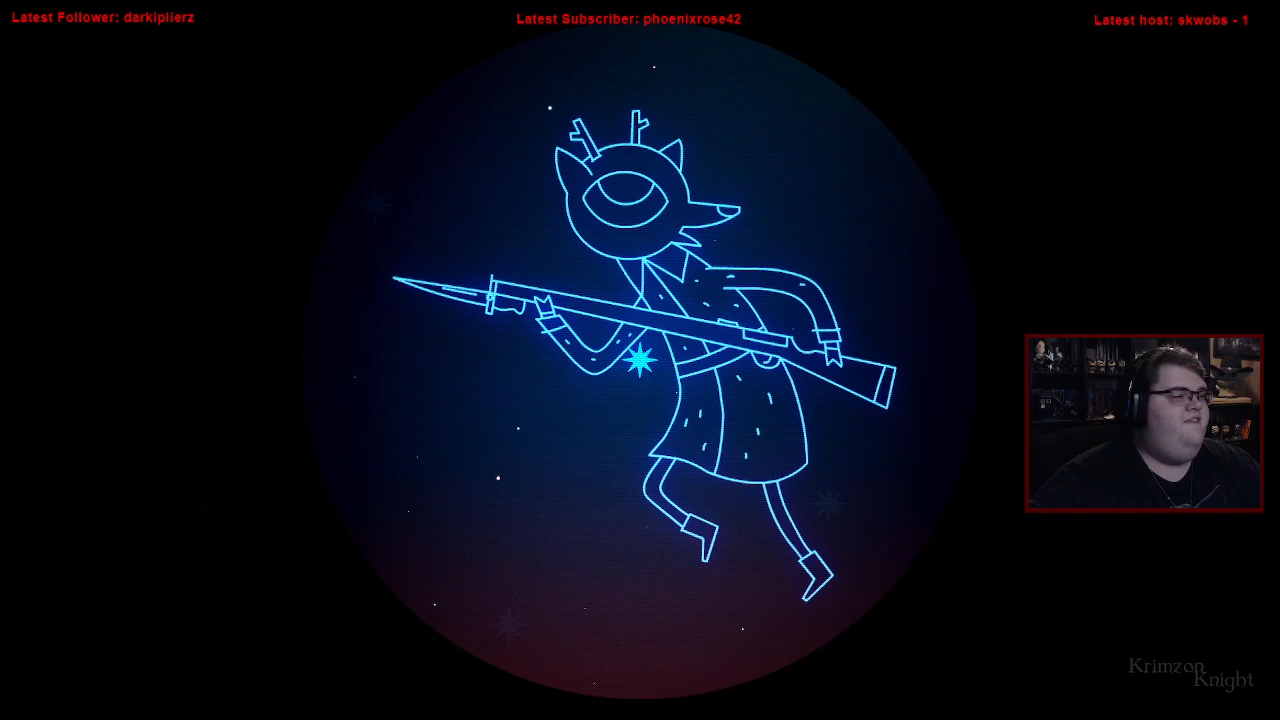 Latest Follower: darkiplierz
Latest Subscriber: phoenixrose42
Latest host: skwobs - 1
Krimzon
Knight